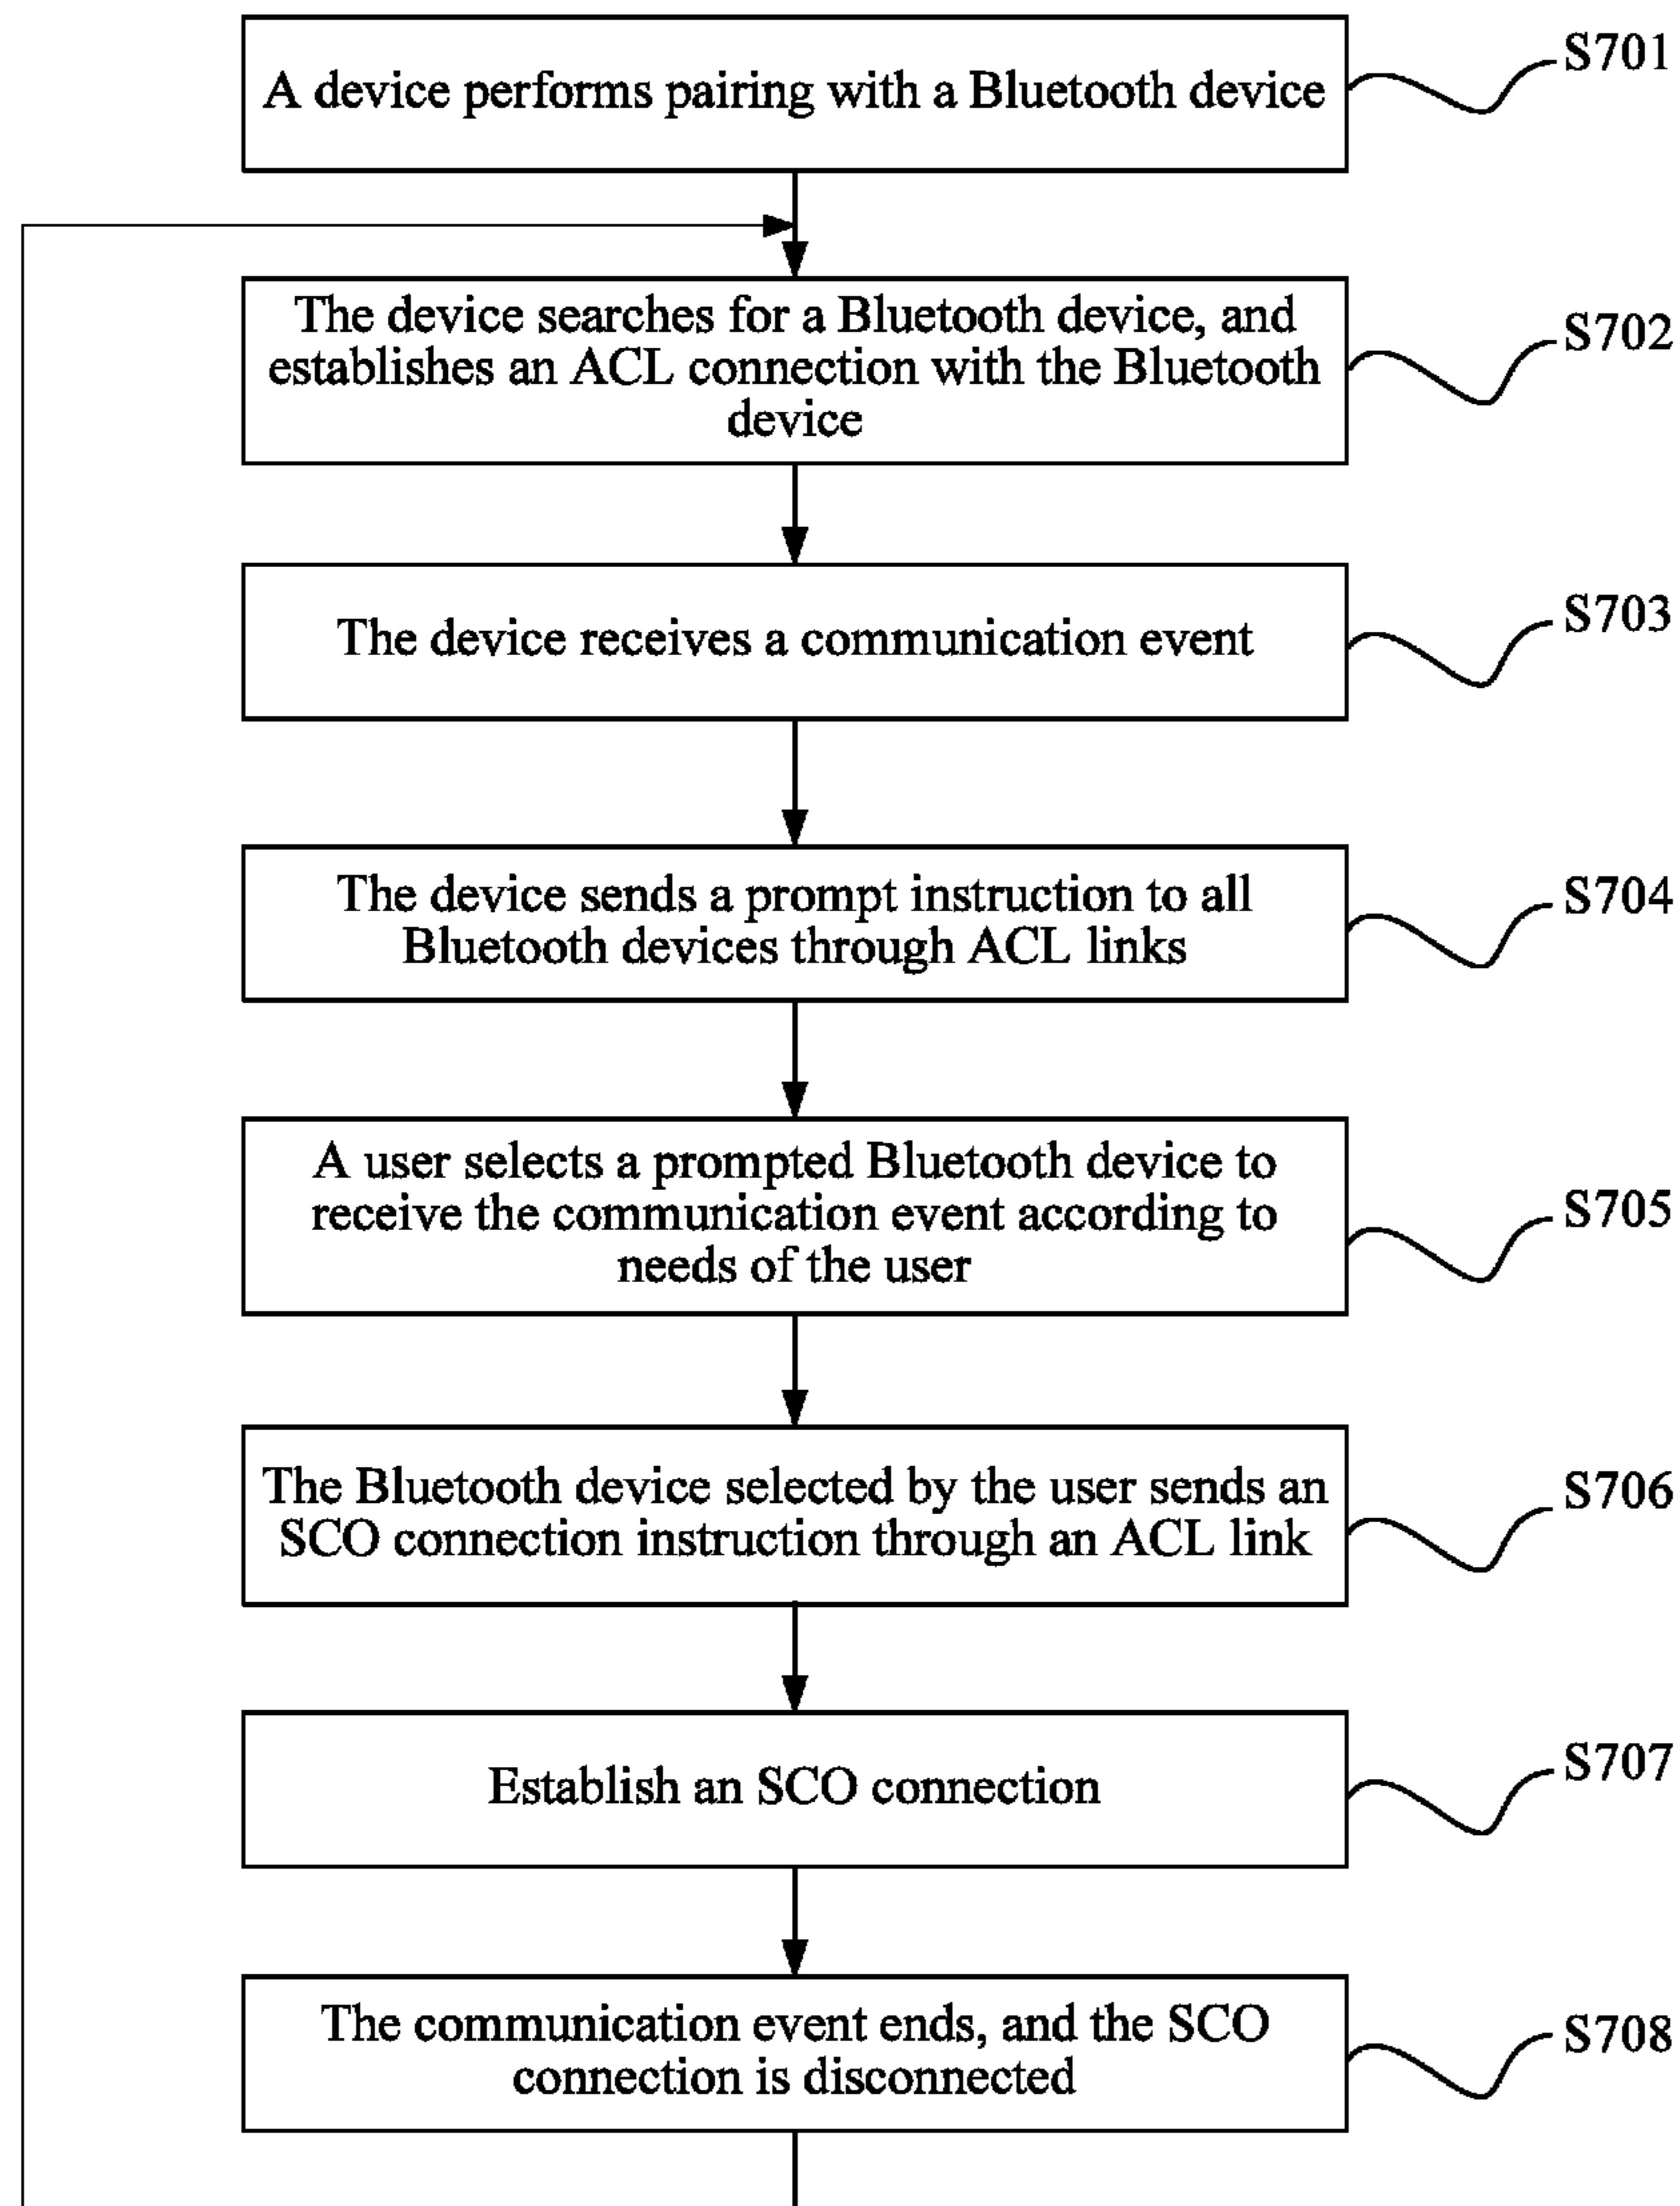 A device performs pairing with a Bluetooth device
S701
The device searches for a Bluetooth device, and
establishes an ACL connection with the Bluetooth
device
S702
The device receives a communication event
S703
The device sends a prompt instruction to all
Bluetooth devices through ACL links
S704
A user selects a prompted Bluetooth device to
receive the communication event according to
needs of the user
S705
The Bluetooth device selected by the user sends an
SCO connection instruction through an ACL link
S706
Establish an SCO connection
S707
The communication event ends, and the SCO
connection is disconnected
S708